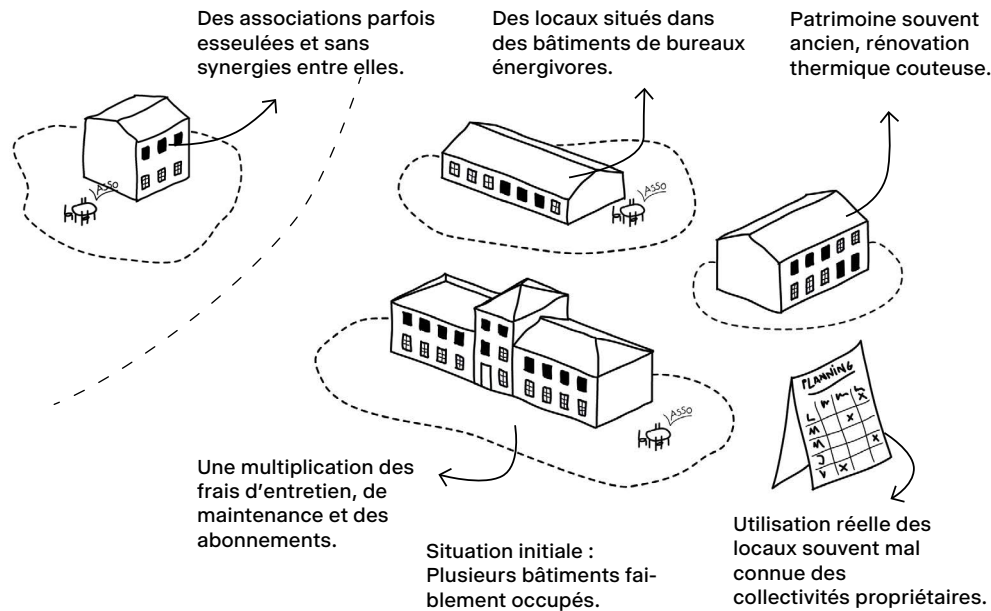 Des associations parfois
esseulées et sans
synergies entre elles.
Des locaux situés dans
des bâtiments de bureaux
énergivores.
Patrimoine souvent
ancien, rénovation
thermique couteuse.
ASSO
ASSO
ASSO
PLANNING
L
M
M
J
V
Une multiplication des
frais d'entretien, de
maintenance et des
abonnements.
Situation initiale :
Plusieurs bâtiments fai-
blement occupés.
Utilisation réelle des
locaux souvent mal
connue des
collectivités propriétaires.